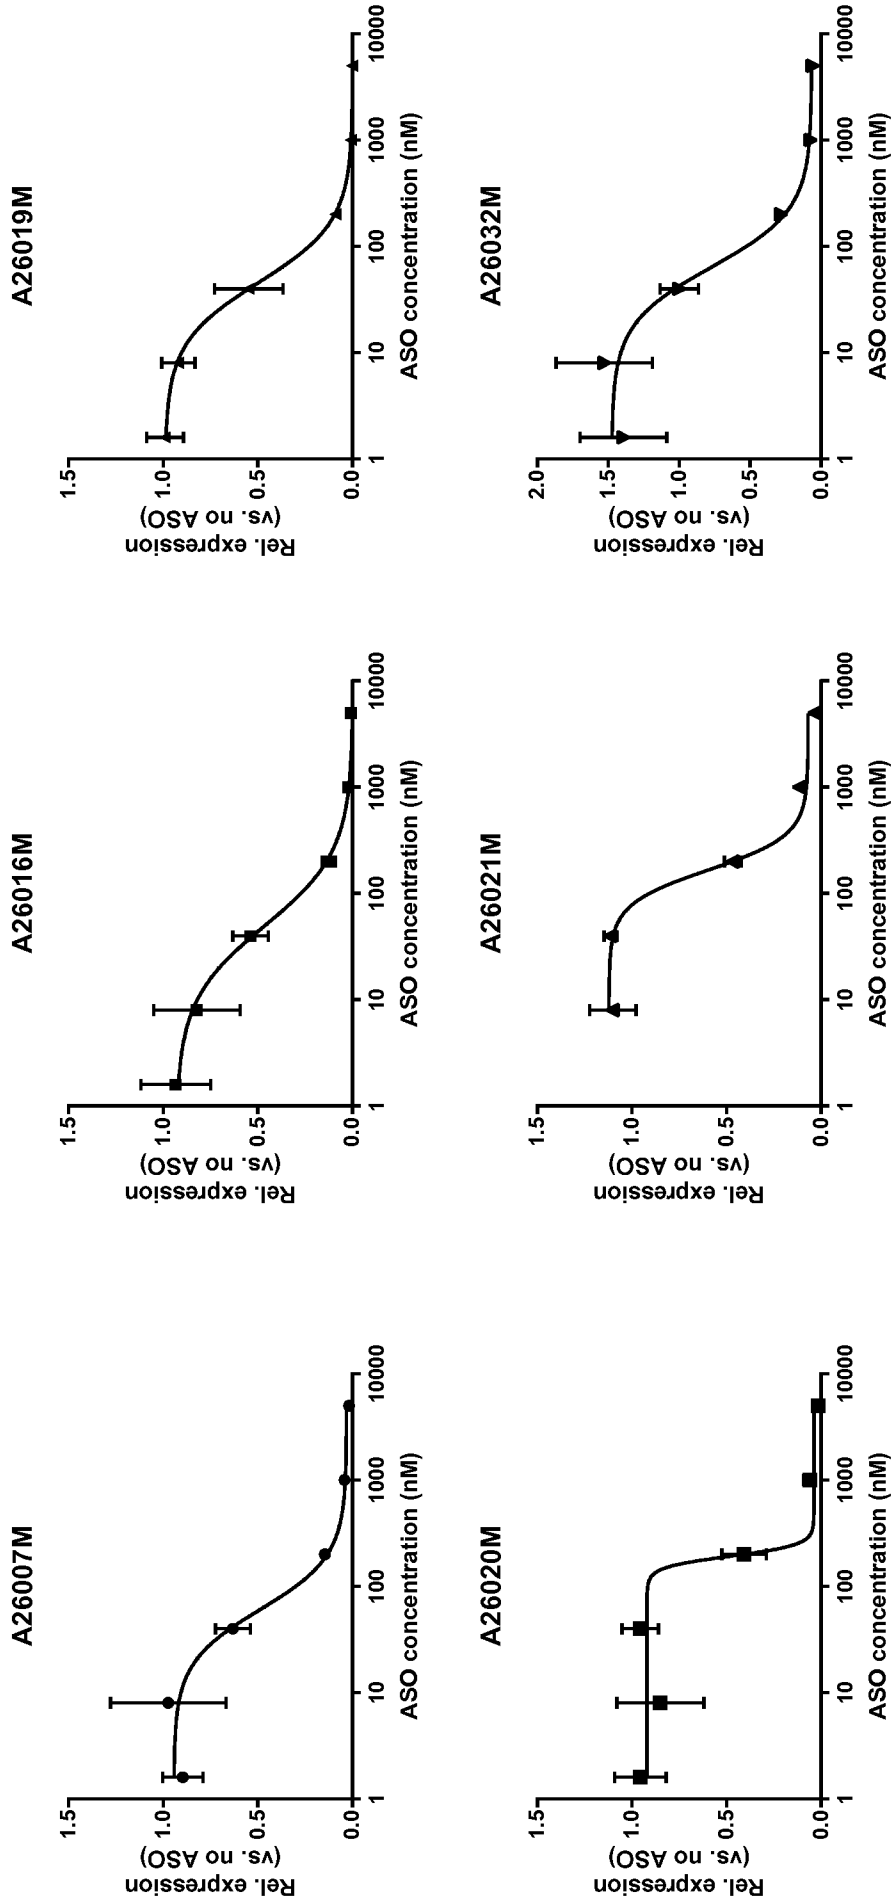 A26007M
Rel. expression
(vs. no ASO)
1.5
1.0
0.5
0.0
1 10 100 1000 10000
ASO concentration (nM)
A26016M
Rel. expression
(vs. no ASO)
1.5
1.0
0.5
0.0
1 10 100 1000 10000
ASO concentration (nM)
A26019M
Rel. expression
(vs. no ASO)
1.5
1.0
0.5
0.0
1 10 100 1000 10000
ASO concentration (nM)
A26020M
Rel. expression
(vs. no ASO)
1.5
1.0
0.5
0.0
1 10 100 1000 10000
ASO concentration (nM)
A26021M
Rel. expression
(vs. no ASO)
1.5
1.0
0.5
0.0
1 10 100 1000 10000
ASO concentration (nM)
A26032M
Rel. expression
(vs. no ASO)
2.0
1.5
1.0
0.5
0.0
1 10 100 1000 10000
ASO concentration (nM)